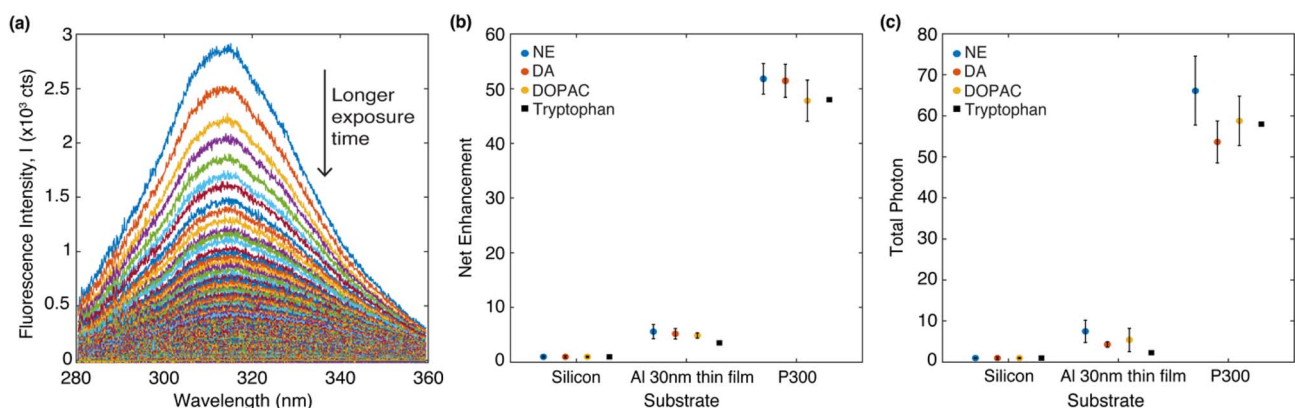 (a)
3
2.5
2
1.5
1
0.5
0
Fluorescence Intensity, I (x10³ cts)
Longer
exposure
time
280 300 320 340 360
Wavelength (nm)
(b)
60
50
40
30
20
10
0
Net Enhancement
NE
DA
DOPAC
Tryptophan
Silicon Al 30nm thin film P300
Substrate
(c)
80
70
60
50
40
30
20
10
0
Total Photon
NE
DA
DOPAC
Tryptophan
Silicon Al 30nm thin film P300
Substrate